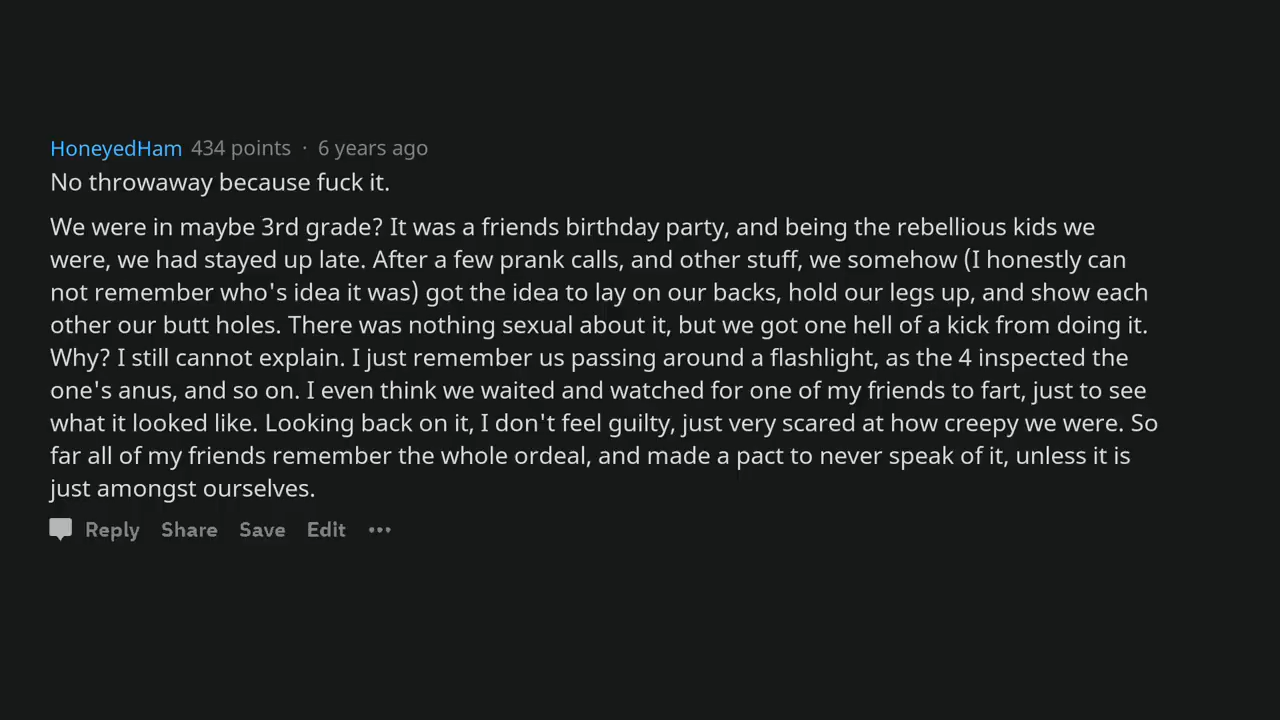 HoneyedHam 434 points · 6 years ago
No throwaway because fuck it.
We were in maybe 3rd grade? It was a friends birthday party, and being the rebellious kids we
were, we had stayed up late. After a few prank calls, and other stuff, we somehow (I honestly can
not remember who's idea it was) got the idea to lay on our backs, hold our legs up, and show each
other our butt holes. There was nothing sexual about it, but we got one hell of a kick from doing it.
Why? I still cannot explain. I just remember us passing around a flashlight, as the 4 inspected the
one's anus, and so on. I even think we waited and watched for one of my friends to fart, just to see
what it looked like. Looking back on it, I don't feel guilty, just very scared at how creepy we were. So
far all of my friends remember the whole ordeal, and made a pact to never speak of it, unless it is
just amongst ourselves.
Reply Share Save Edit •••